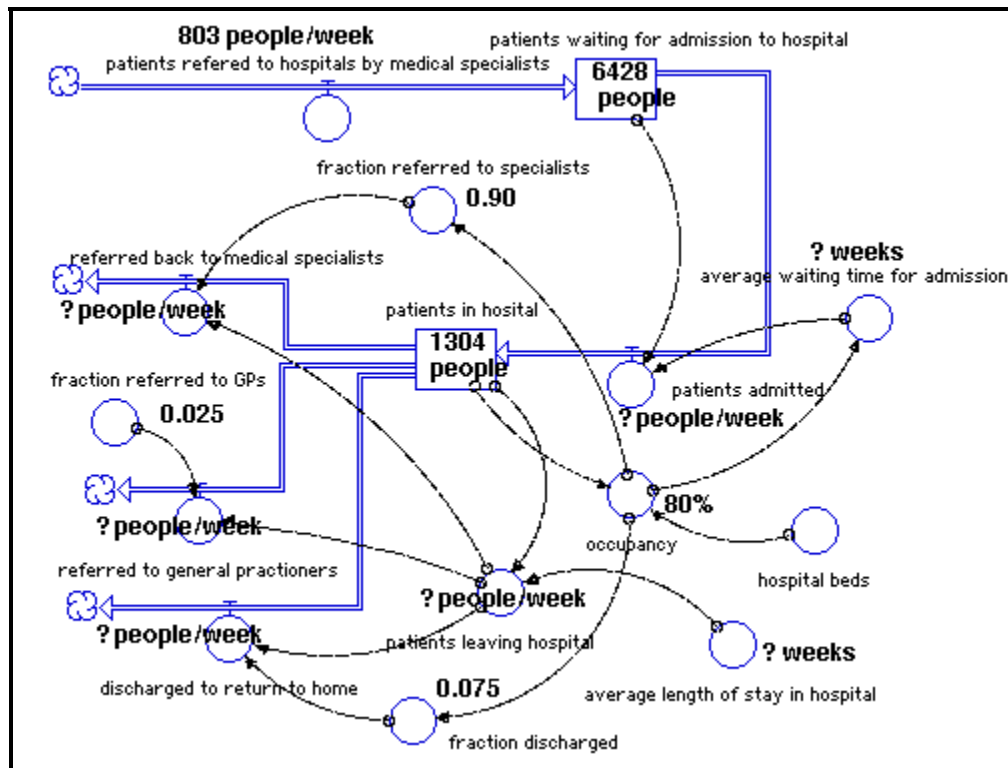 803 people/week
patients refered to hospitals by medical specialists
patients waiting for admission to hospital
6428
people
fraction referred to specialists
0.90
referred back to medical specialists
? people/week
? weeks
average waiting time for admission
patients in hosital
1304
people
patients admitted
? people/week
fraction referred to GPs
0.025
? people/week
referred to general practioners
80%
occupancy
hospital beds
? people/week
patients leaving hospital
? people/week
discharged to return to home
? weeks
average length of stay in hospital
0.075
fraction discharged